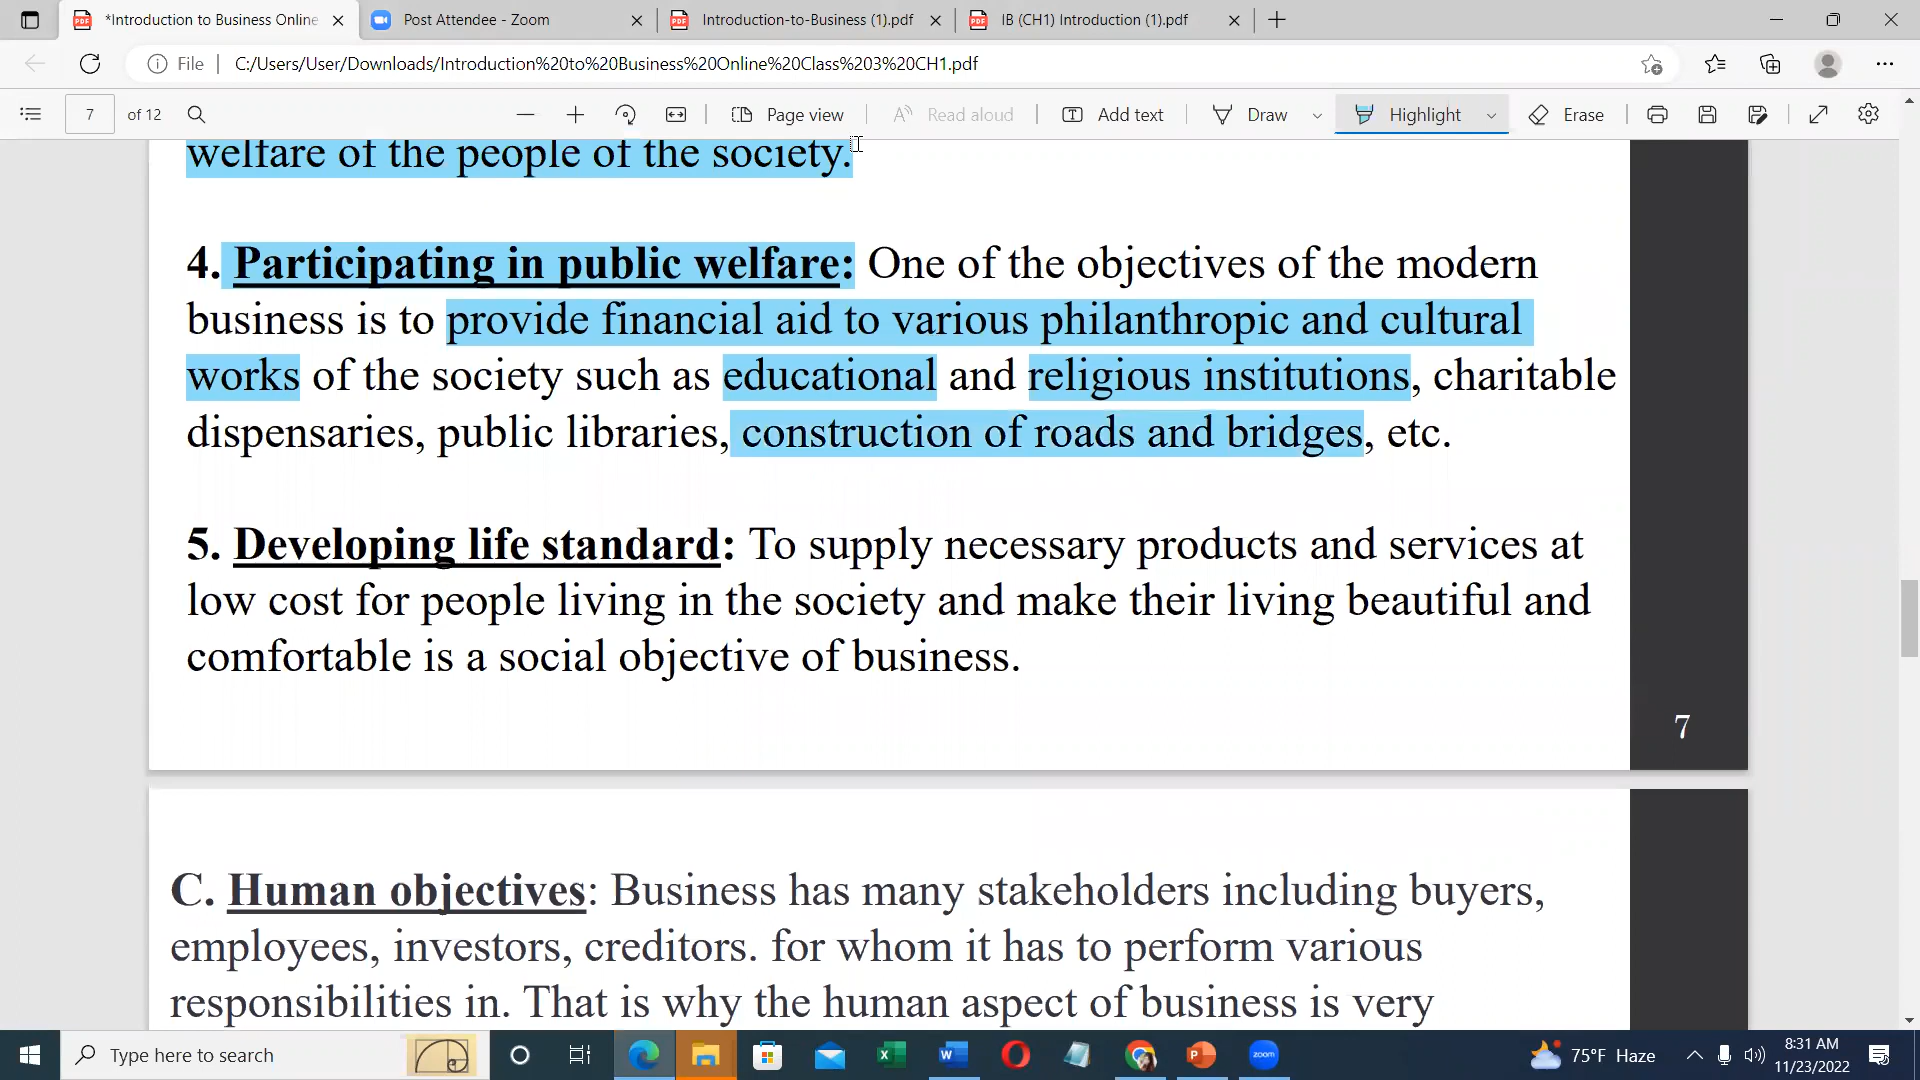 *Introduction to Business Online
Post Attendee - Zoom
Introduction-to-Business (1).pdf
IB (CH1) Introduction (1).pdf
File
C:/Users/User/Downloads/Introduction%20to%20Business%20Online%20Class%203%20CH1.pdf
7 of 12
Page view
Read aloud
Add text
Draw
Highlight
Erase
welfare of the people of the society.
4. Participating in public welfare: One of the objectives of the modern
business is to provide financial aid to various philanthropic and cultural
works of the society such as educational and religious institutions, charitable
dispensaries, public libraries, construction of roads and bridges, etc.
5. Developing life standard: To supply necessary products and services at
low cost for people living in the society and make their living beautiful and
comfortable is a social objective of business.
7
C. Human objectives: Business has many stakeholders including buyers,
employees, investors, creditors. for whom it has to perform various
responsibilities in. That is why the human aspect of business is very
Type here to search
zoom
75°F Haze
8:31 AM
11/23/2022